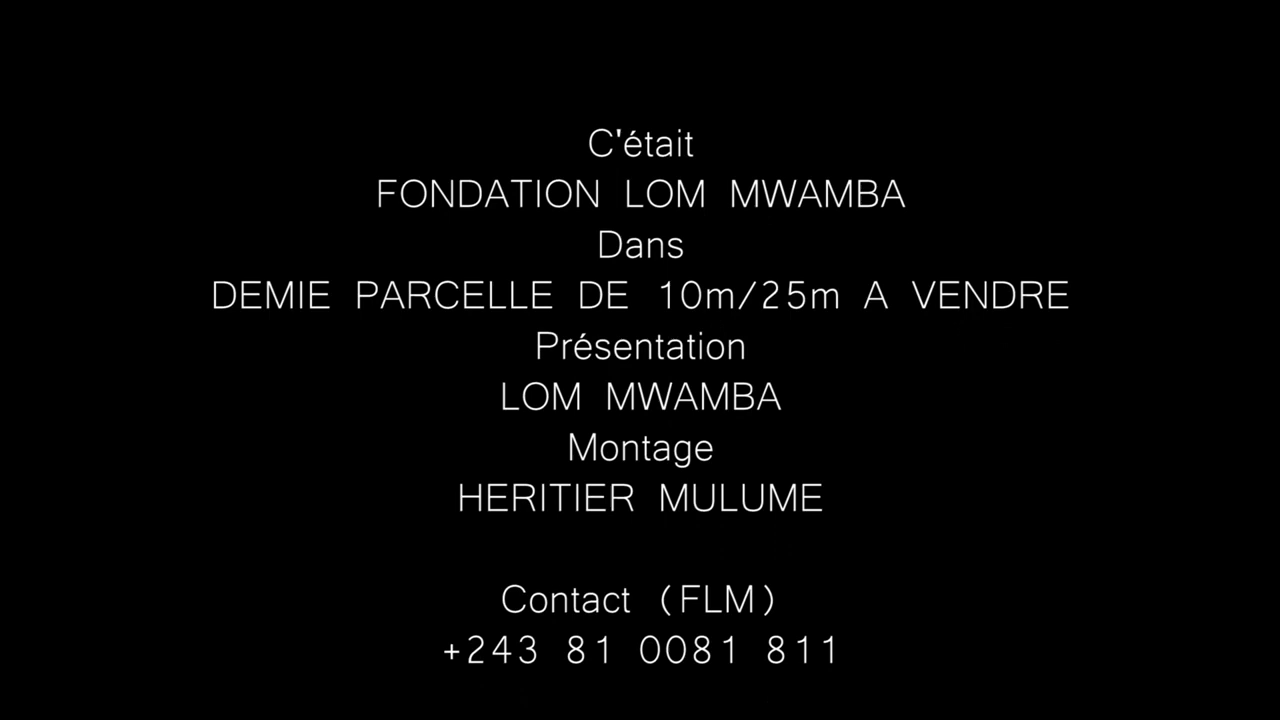 C'était
FONDATION LOM MWAMBA
Dans
DEMIE PARCELLE DE 10m/25m A VENDRE
Présentation
LOM MWAMBA
Montage
HERITIER MULUME
Contact (FLM)
+243 81 0081 811